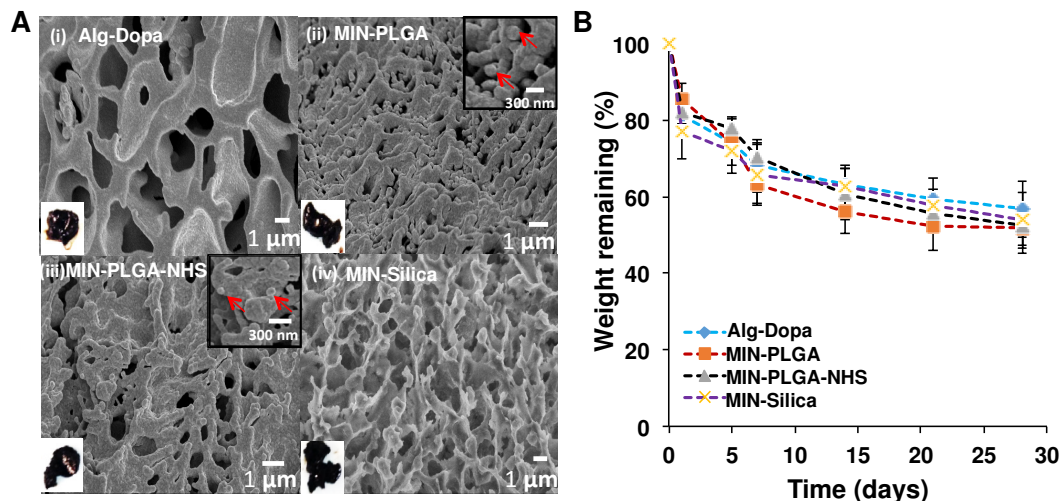 A
(i) Alg-Dopa
1 µm
(ii) MIN-PLGA
300 nm
1 µm
(iii) MIN-PLGA-NHS
300 nm
1 µm
(iv) MIN-Silica
1 µm
B
Weight remaining (%)
100
80
60
40
20
0
0 5 10 15 20 25 30
Time (days)
Alg-Dopa
MIN-PLGA
MIN-PLGA-NHS
MIN-Silica